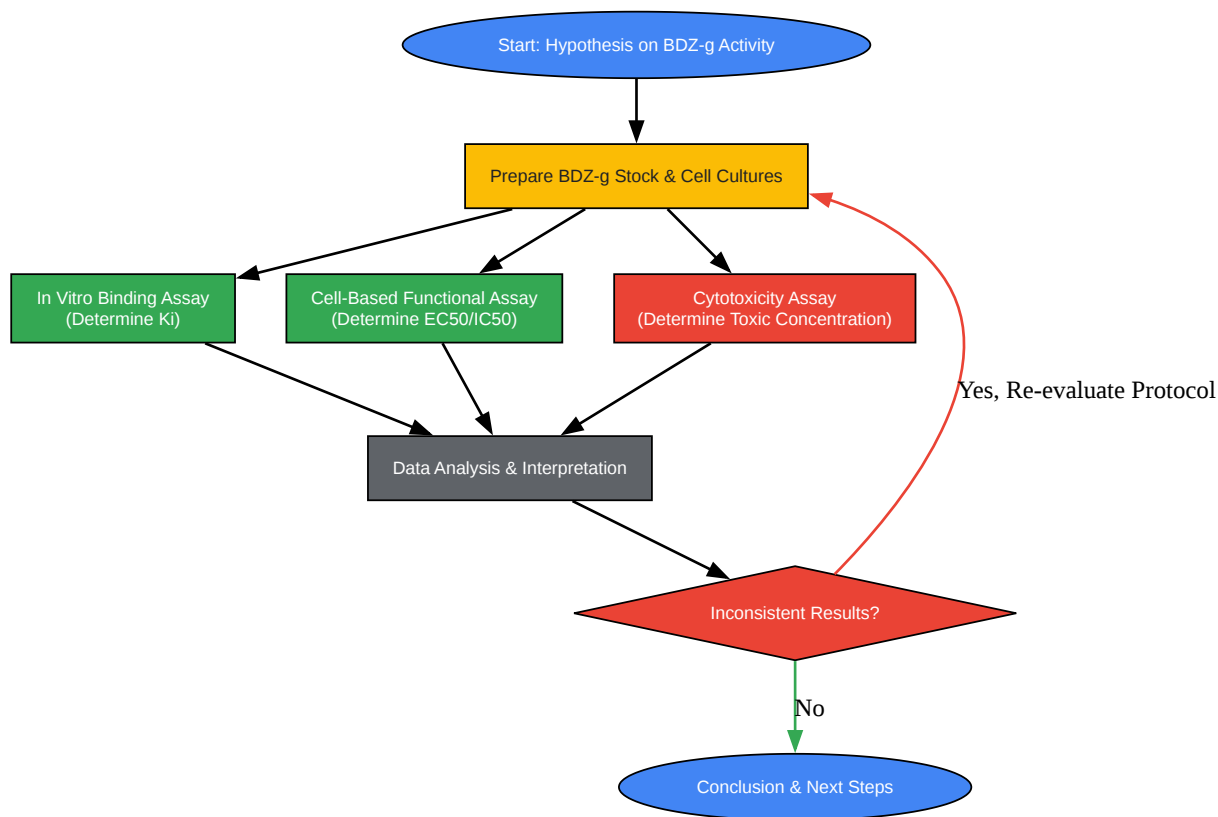 Start: Hypothesis on BDZ-g Activity
Prepare BDZ-g Stock & Cell Cultures
In Vitro Binding Assay
(Determine Ki)
Cell-Based Functional Assay
(Determine EC50/IC50)
Cytotoxicity Assay
(Determine Toxic Concentration)
Yes, Re-evaluate Protocol
Data Analysis & Interpretation
Inconsistent Results?
No
Conclusion & Next Steps